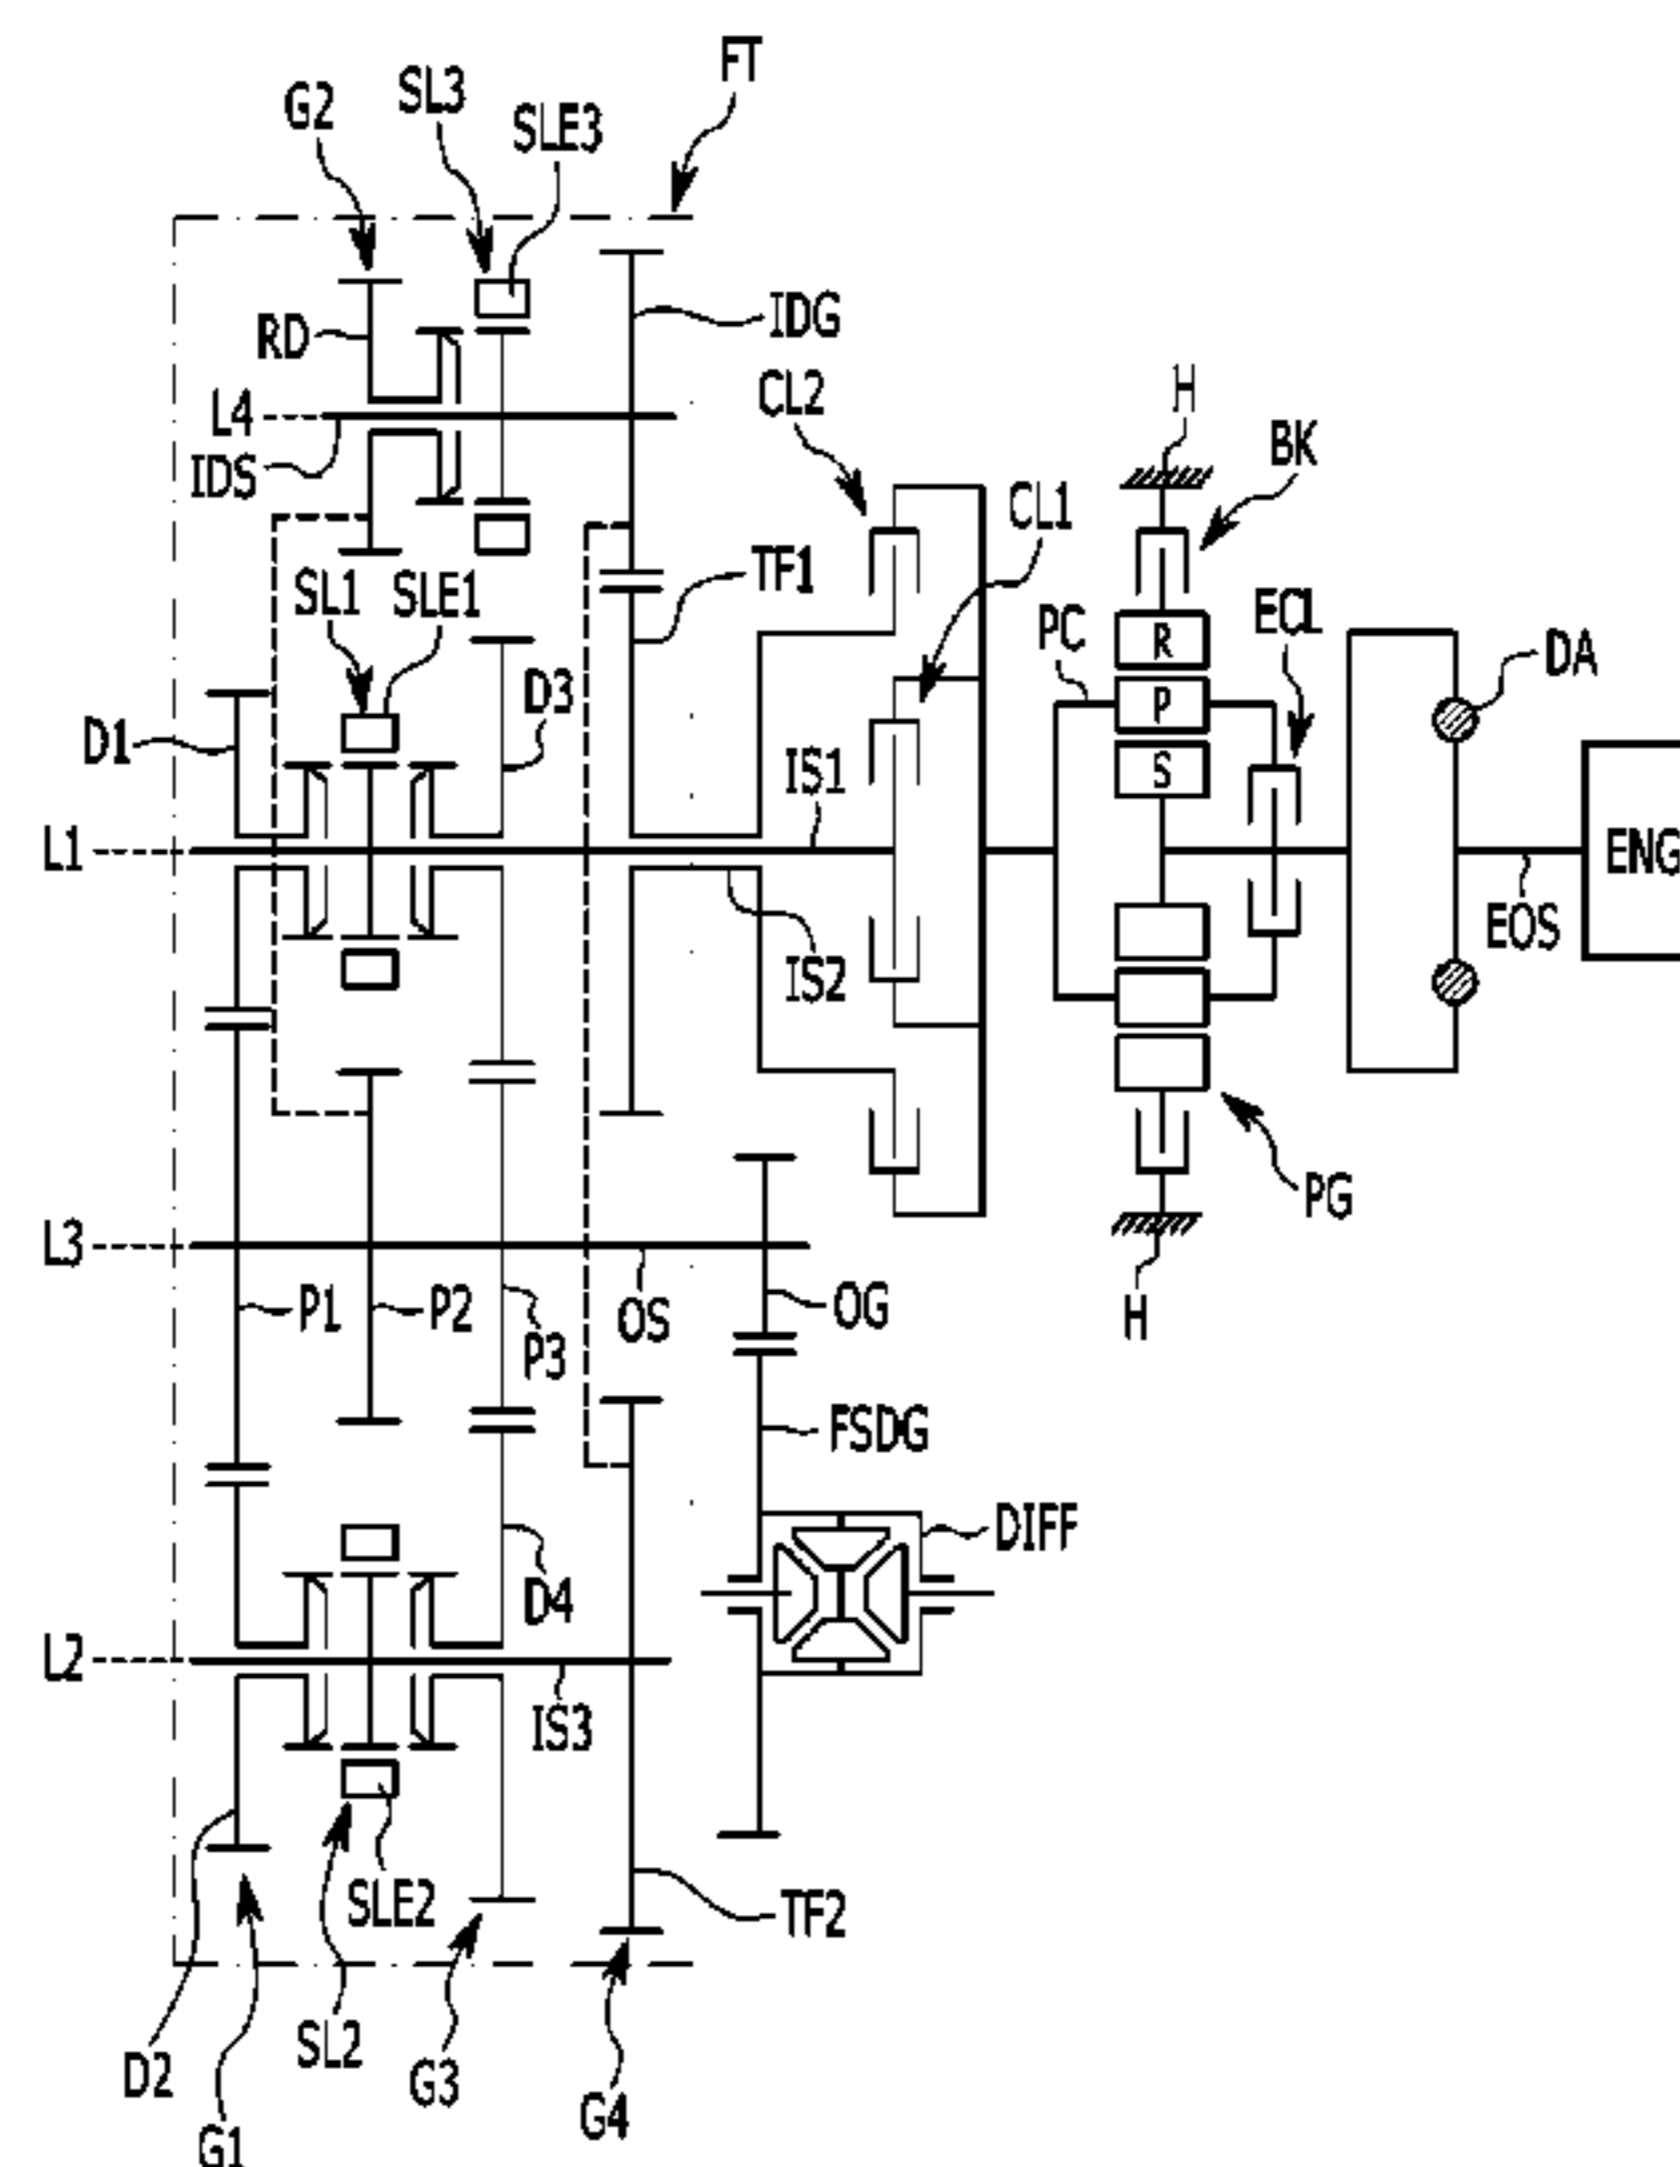 FT
SL3
G2
SLE3
RD
IDG
CL2
H
L4
BK
IDS
CL1
TF1
SL1
SLE1
PC
ECL
R
DA
D3
P
D1
S
IS1
L1
ENG
EOS
IS2
PG
L3
P1
P2
OS
OG
H
P3
FSDG
DIFF
D4
L2
IS3
SLE2
TF2
SL2
D2
G3
G4
G1